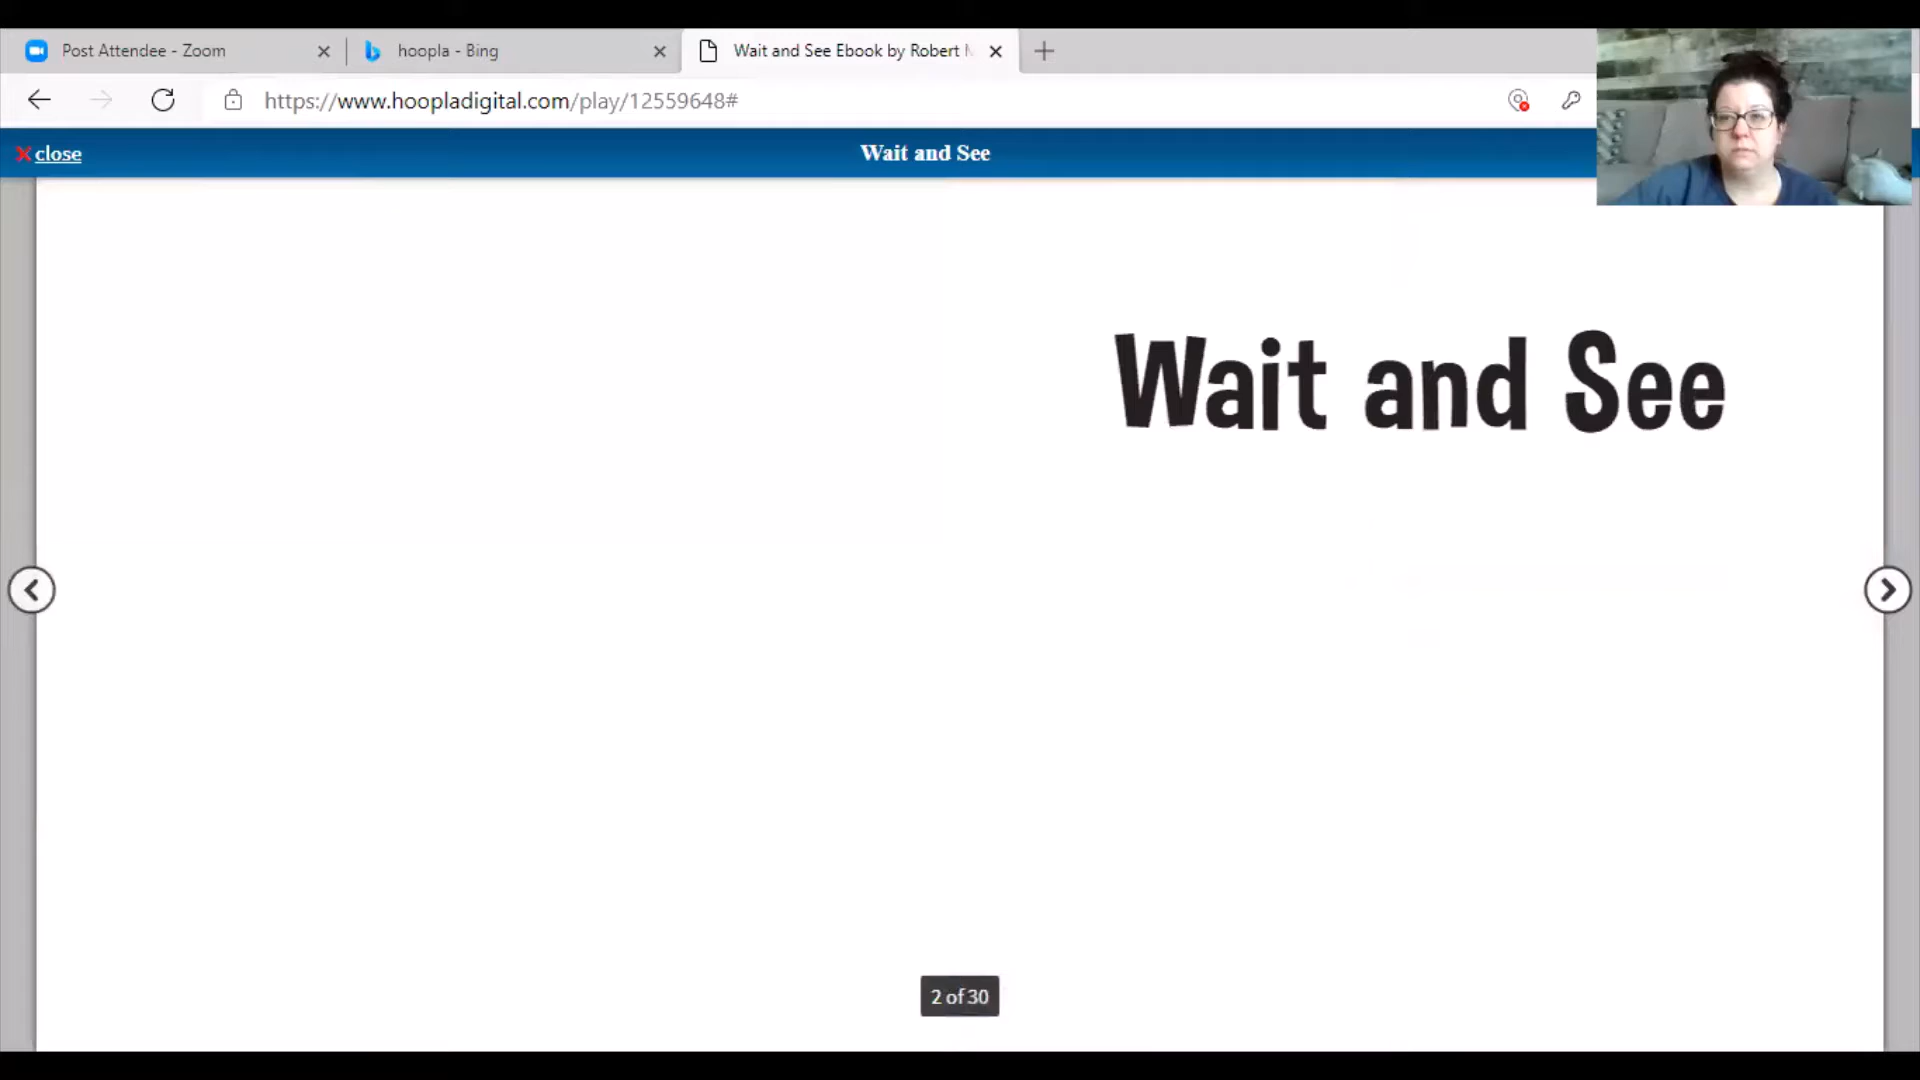 Post Attendee - Zoom
hoopla - Bing
Wait and See Ebook by Robert
https://www.hoopladigital.com/play/12559648#
close
Wait and See
Wait and See
2 of 30